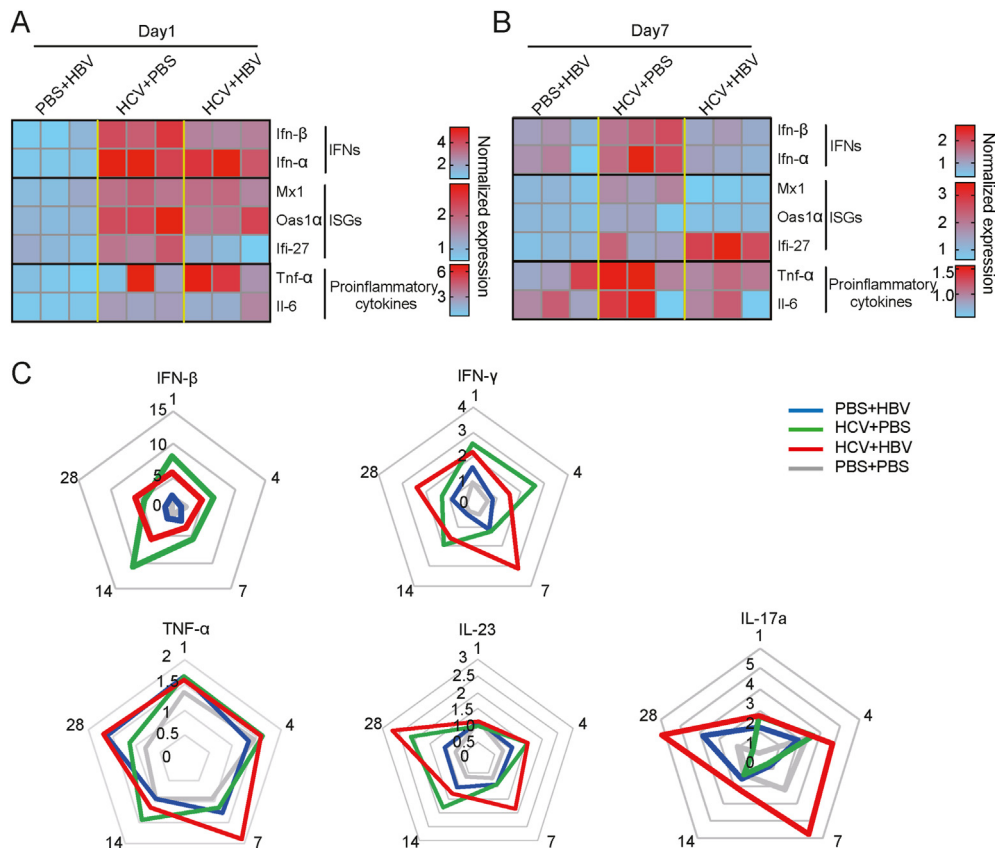 A
Day1
PBS+HBV
HCV+PBS
HCV+HBV
Ifn-β
Ifn-α
IFNs
Mx1
Oas1α
Ifi-27
ISGs
Tnf-α
Il-6
Proinflammatory
cytokines
4
2
2
1
6
3
Normalized expression
B
Day7
PBS+HBV
HCV+PBS
HCV+HBV
Ifn-β
Ifn-α
IFNs
Mx1
Oas1α
Ifi-27
ISGs
Tnf-α
Il-6
Proinflammatory
cytokines
2
1
3
2
1
1.5
1.0
Normalized expression
C
IFN-β
1
15
10
5
0
4
7
14
28
IFN-γ
1
4
3
2
1
0
4
7
14
28
PBS+HBV
HCV+PBS
HCV+HBV
PBS+PBS
TNF-α
1
2
1.5
1
0.5
0
4
7
14
28
IL-23
1
3
2.5
2
1.5
1.0
0.5
0
4
7
14
28
IL-17a
1
5
4
3
2
1
0
4
7
14
28